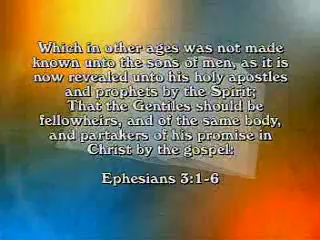 Which in other ages was not made
known unto the sons of men, as it is
now revealed unto his holy apostles
and prophets by the Spirit;
That the Gentiles should be
fellowheirs, and of the same body,
and partakers of his promise in
Christ by the gospel:
Ephesians 3:1-6